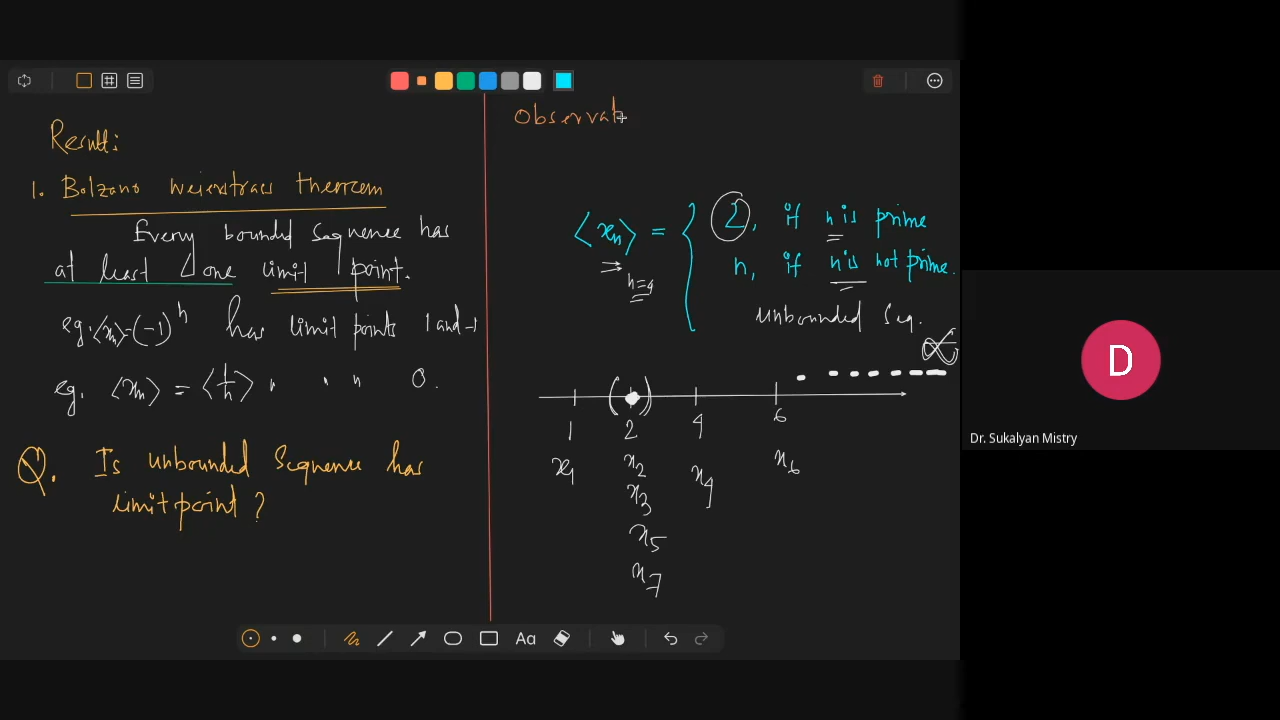 Result:
1. Bolzano Weierstrass theorem
Every bounded sequence has
at least one limit point.
eg. ⟨xn⟩=(-1)^n has limit points 1 and -1
eg. ⟨xn⟩ = ⟨1/n⟩ " " " 0.
Q. Is unbounded sequence has
limit point?
Observat
⟨xn⟩ = { 2, if n is prime
n, if n is not prime.
n=4
unbounded seq.
1 2 4 6
x1 x2 x4 x6
x3
x5
x7
Aa
D
Dr. Sukalyan Mistry